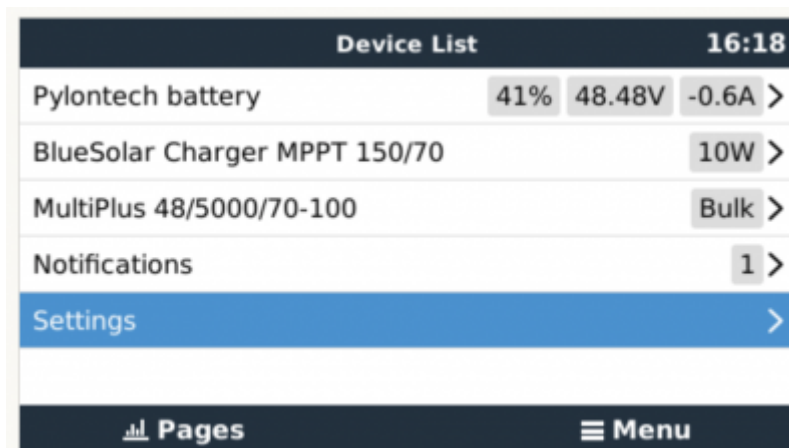 Device List 16:18
Pylontech battery 41% 48.48V -0.6A
BlueSolar Charger MPPT 150/70 10W
MultiPlus 48/5000/70-100 Bulk
Notifications 1
Settings
Pages Menu